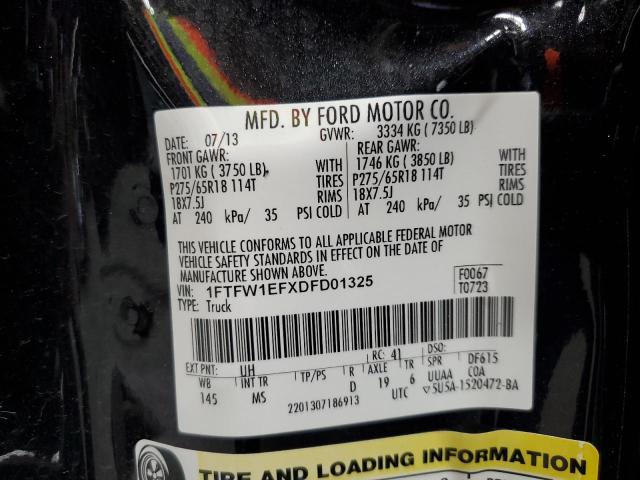 MFD. BY FORD MOTOR CO.
DATE: 07/13 GVWR: 3334 KG ( 7350 LB)
FRONT GAWR: REAR GAWR:
1701 KG ( 3750 LB) WITH 1746 KG ( 3850 LB) WITH
P275/65R18 114T TIRES P275/65R18 114T TIRES
18X7.5J RIMS 18X7.5J RIMS
AT 240 kPa/ 35 PSI COLD AT 240 kPa/ 35 PSI COLD
THIS VEHICLE CONFORMS TO ALL APPLICABLE FEDERAL MOTOR
VEHICLE SAFETY STANDARDS IN EFFECT ON THE DATE OF
MANUFACTURE SHOWN ABOVE.
VIN: 1FTFW1EFXDFD01325 F0067
TYPE: Truck T0723
EXT PNT: UH RC: 41 DSO:
WB INT TR TP/PS R AXLE TR SPR DF615
145 MS D 19 6 UUAA COA
2201307186913 UTC ▽5U5A-1520472-BA
TIRE AND LOADING INFORMATION